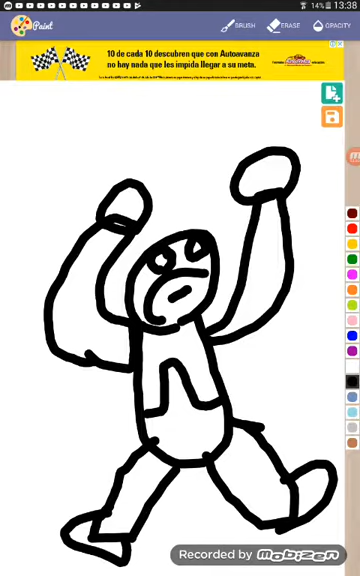 14% 13:38
Paint
BRUSH
ERASE
OPACITY
10 de cada 10 descubren que con Autoavanza
no hay nada que les impida llegar a su meta.
Recorded by mobizen